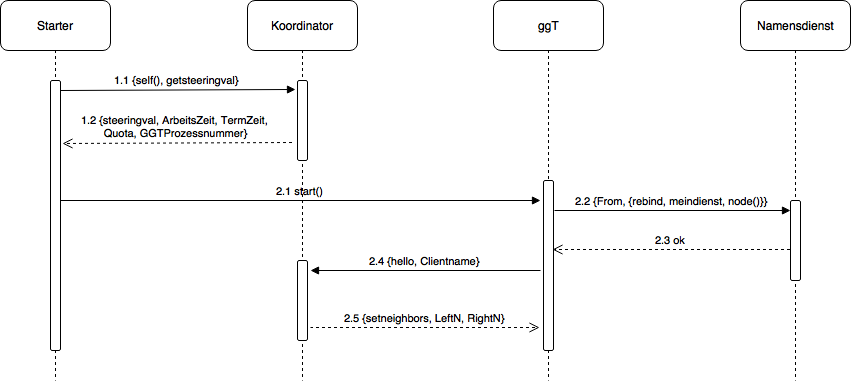 Starter
Koordinator
ggT
Namensdienst
1.1 {self(), getsteeringval}
1.2 {steeringval, ArbeitsZeit, TermZeit,
Quota, GGTProzessnummer}
2.1 start()
2.2 {From, {rebind, meindienst, node()}}
2.3 ok
2.4 {hello, Clientname}
2.5 {setneighbors, LeftN, RightN}